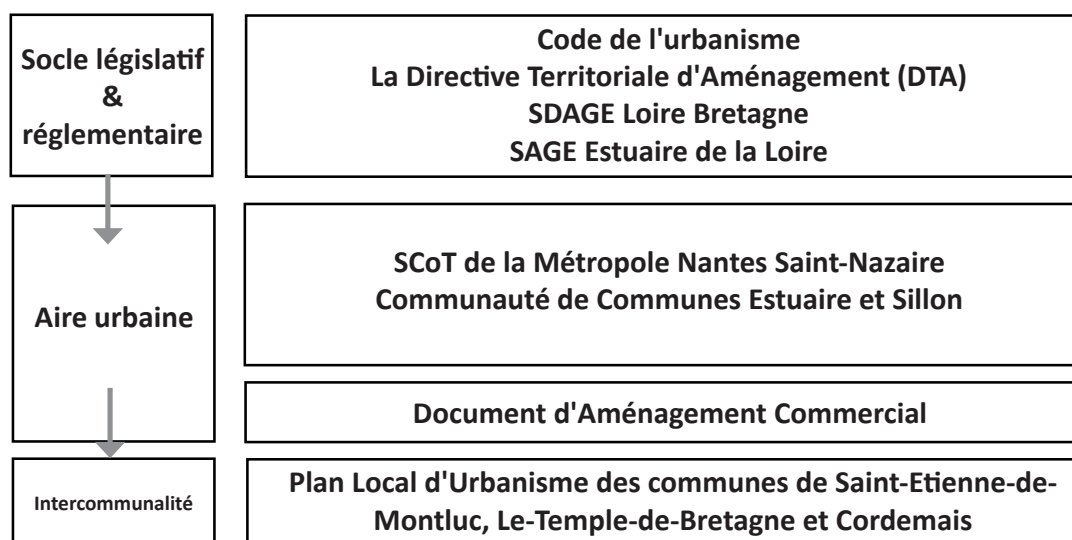 Socle législatif
&
réglementaire
Code de l'urbanisme
La Directive Territoriale d'Aménagement (DTA)
SDAGE Loire Bretagne
SAGE Estuaire de la Loire
Aire urbaine
SCoT de la Métropole Nantes Saint-Nazaire
Communauté de Communes Estuaire et Sillon
Document d'Aménagement Commercial
Intercommunalité
Plan Local d'Urbanisme des communes de Saint-Etienne-de-
Montluc, Le-Temple-de-Bretagne et Cordemais